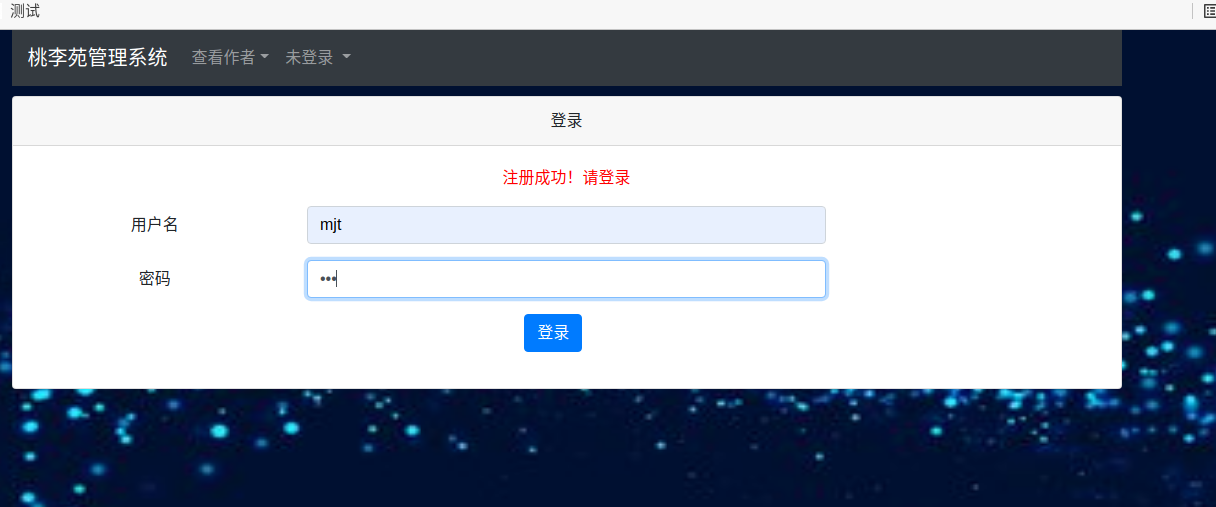 测试
桃李苑管理系统 查看作者 未登录
登录
注册成功！请登录
用户名 mjt
密码 •••
登录